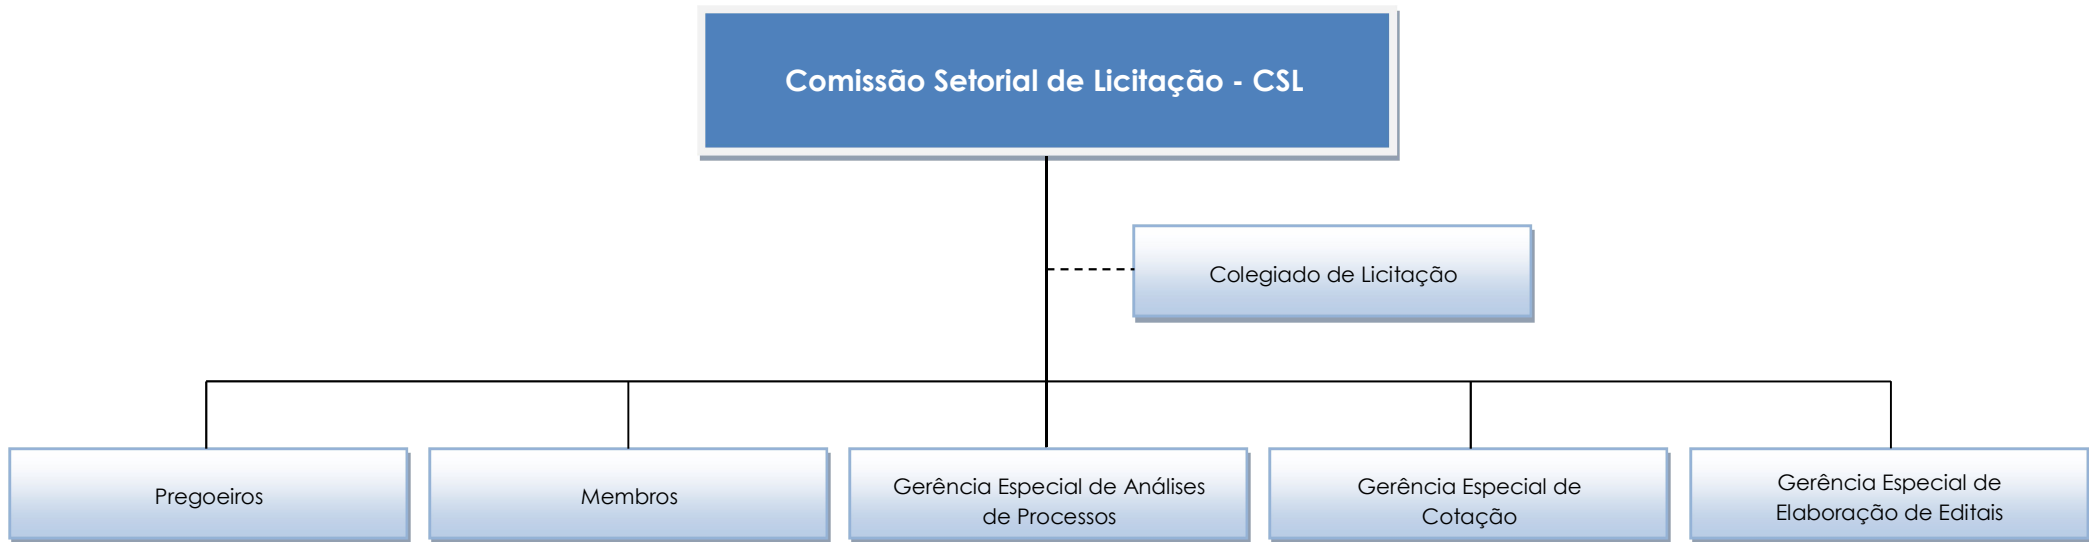 Comissão Setorial de Licitação - CSL
Colegiado de Licitação
Pregoeiros
Membros
Gerência Especial de Análises
de Processos
Gerência Especial de
Cotação
Gerência Especial de
Elaboração de Editais